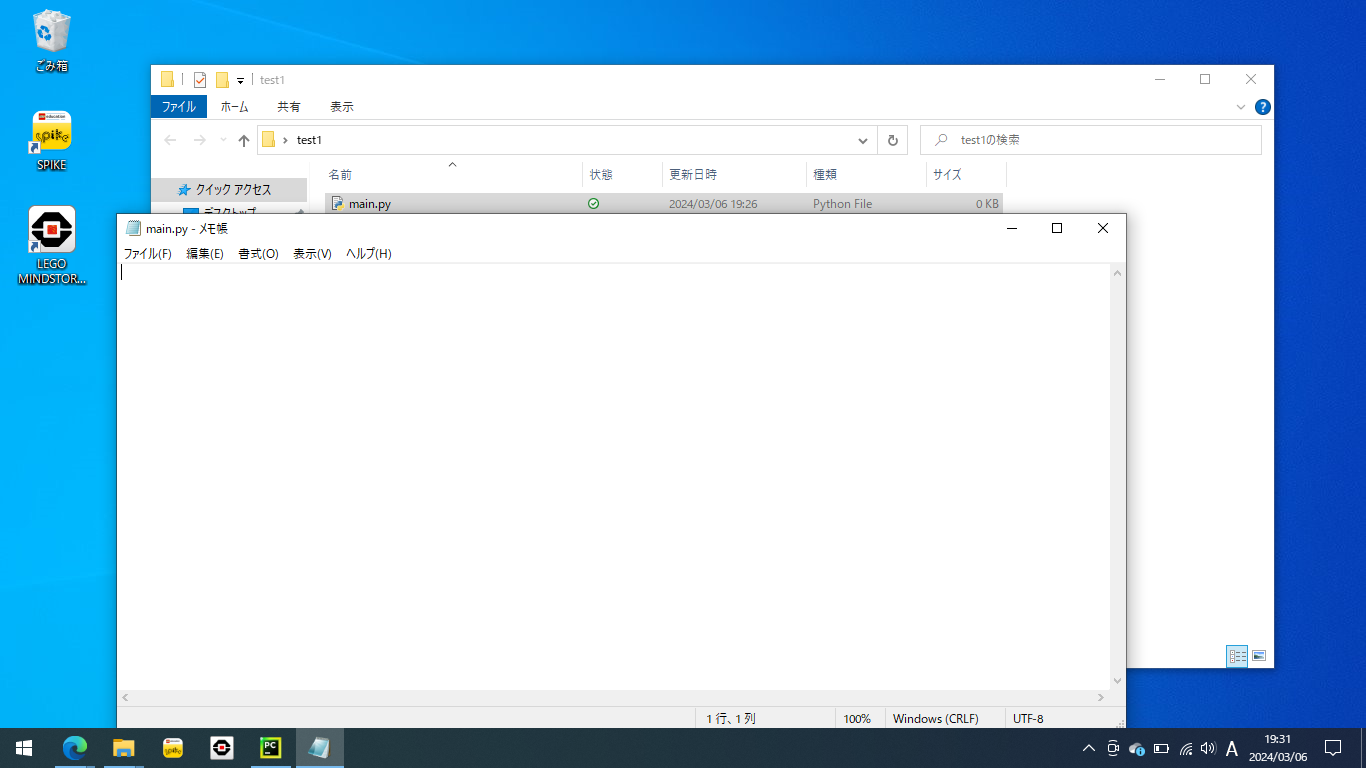 ごみ箱
education
spike
SPIKE
LEGO
MINDSTOR...
test1
ファイル
ホーム
共有
表示
test1
test1の検索
名前
状態
更新日時
種類
サイズ
クイック アクセス
デスクトップ
main.py
2024/03/06 19:26
Python File
0 KB
main.py - メモ帳
ファイル(F)
編集(E)
書式(O)
表示(V)
ヘルプ(H)
1 行、1 列
100%
Windows (CRLF)
UTF-8
spike
PC
A
19:31
2024/03/06